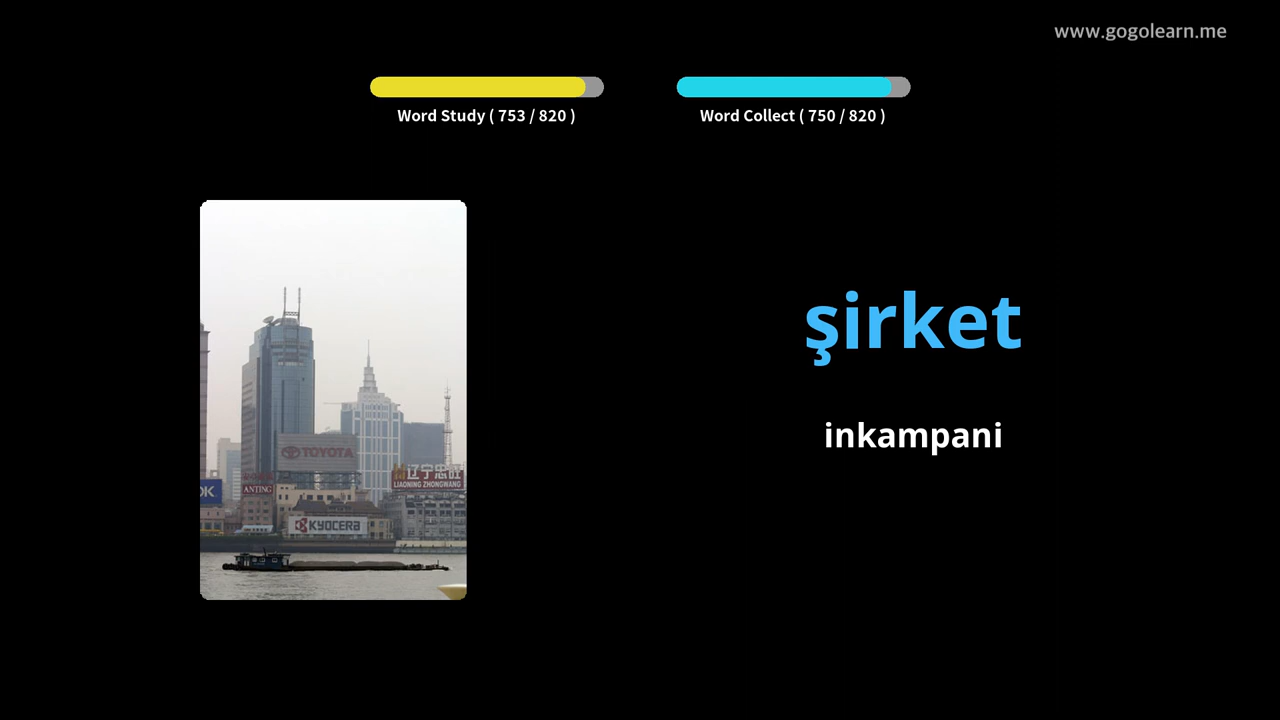 www.gogolearn.me
Word Study ( 753 / 820 )
Word Collect ( 750 / 820 )
şirket
inkampani
TOYOTA
辽宁忠旺
LIAONING ZHONGWANG
OK
ANTING
KYOCERA